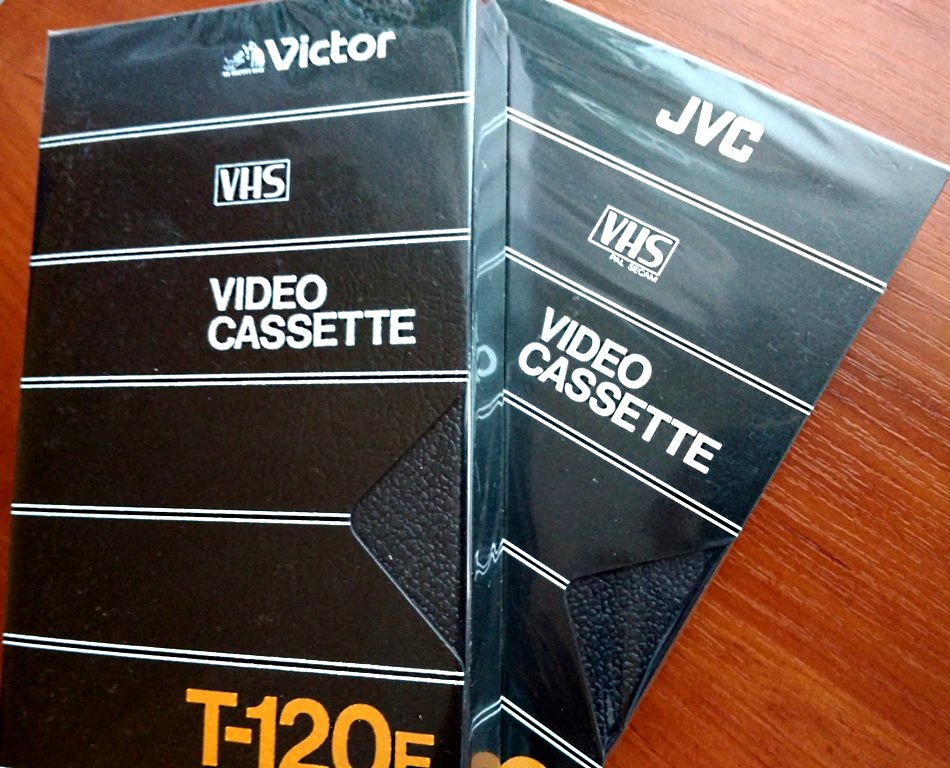 Victor
VHS
VIDEO
CASSETTE
T-120E
JVC
VHS
PAL SECAM
VIDEO
CASSETTE